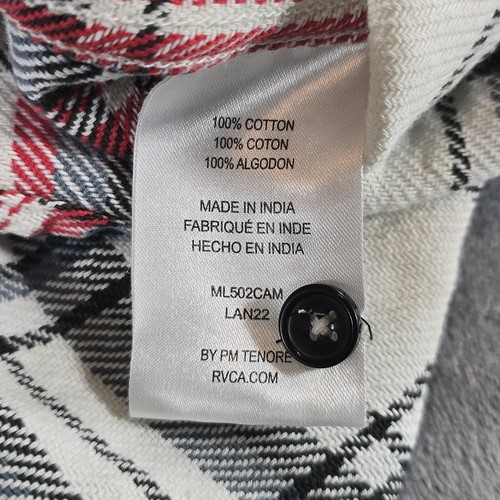 100% COTTON
100% COTON
100% ALGODON
MADE IN INDIA
FABRIQUÉ EN INDE
HECHO EN INDIA
ML502CAM
LAN22
BY PM TENORE
RVCA.COM